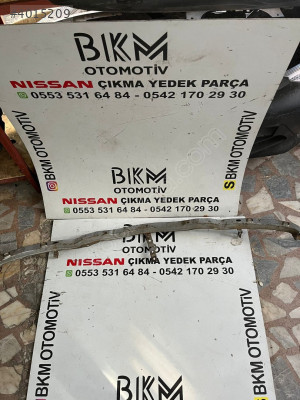 #4015209
BKM
OTOMOTİV
NISSAN ÇIKMA YEDEK PARÇA
0553 531 64 84 - 0542 170 29 30
BKM OTOMOTİV
S BKM OTOMOTİV
BKM
OTOMOTİV
NISSAN ÇIKMA YEDEK PARÇA
0553 531 64 84 - 0542 170 29 30
BKM
OTOMOTİV
NISSAN ÇIKMA YEDEK PARÇA
0553 531 64 84 - 0542 170 29 30
BKM OTOMOTİV
S BKM OTOMOTİV
BKM